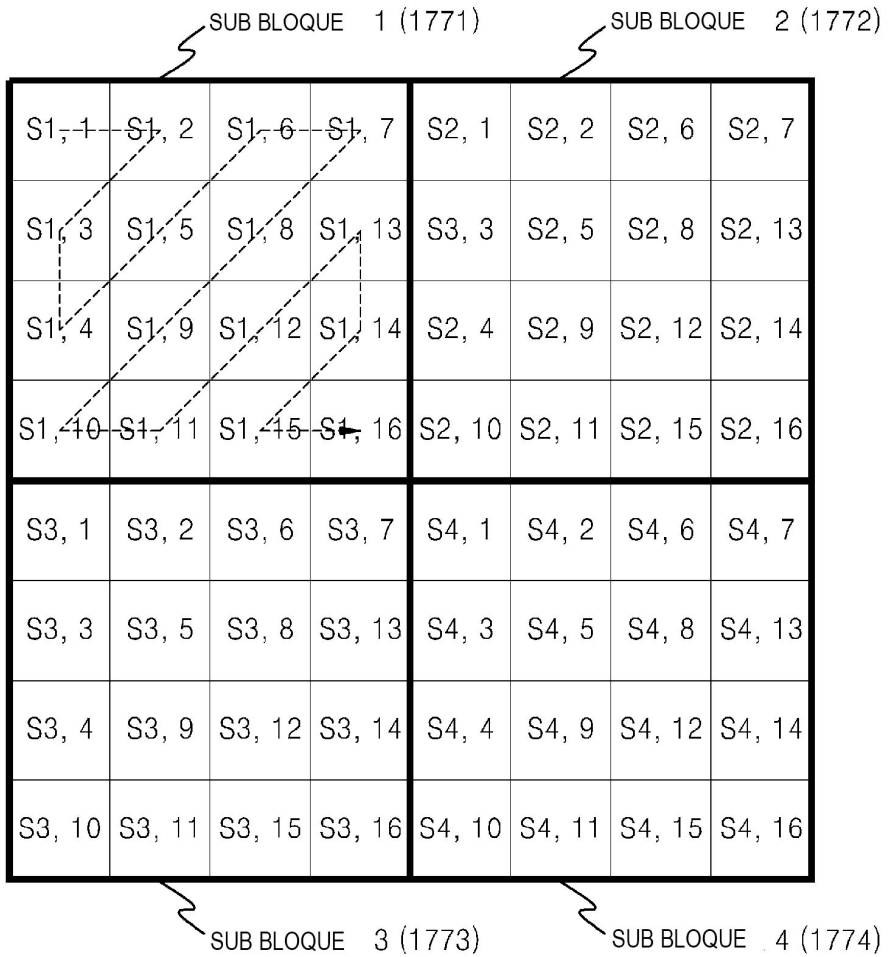 SUB BLOQUE 1 (1771) SUB BLOQUE 2 (1772)
S1, 1 S1, 2 S1, 6 S1, 7 S2, 1 S2, 2 S2, 6 S2, 7
S1, 3 S1, 5 S1, 8 S1, 13 S3, 3 S2, 5 S2, 8 S2, 13
S1, 4 S1, 9 S1, 12 S1, 14 S2, 4 S2, 9 S2, 12 S2, 14
S1, 10 S1, 11 S1, 15 S1, 16 S2, 10 S2, 11 S2, 15 S2, 16
S3, 1 S3, 2 S3, 6 S3, 7 S4, 1 S4, 2 S4, 6 S4, 7
S3, 3 S3, 5 S3, 8 S3, 13 S4, 3 S4, 5 S4, 8 S4, 13
S3, 4 S3, 9 S3, 12 S3, 14 S4, 4 S4, 9 S4, 12 S4, 14
S3, 10 S3, 11 S3, 15 S3, 16 S4, 10 S4, 11 S4, 15 S4, 16
SUB BLOQUE 3 (1773) SUB BLOQUE 4 (1774)